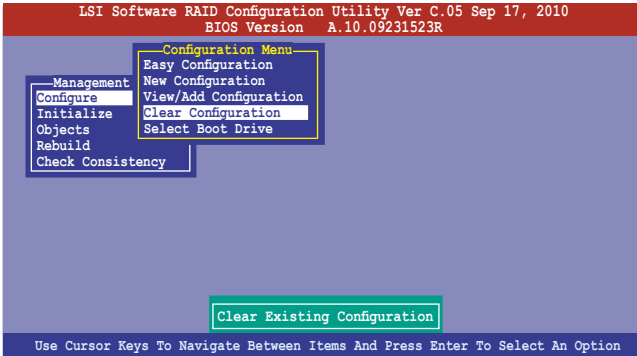 LSI Software RAID Configuration Utility Ver C.05 Sep 17, 2010
BIOS Version A.10.09231523R
Configuration Menu
Easy Configuration
New Configuration
View/Add Configuration
Clear Configuration
Select Boot Drive
Management
Configure
Initialize
Objects
Rebuild
Check Consistency
Clear Existing Configuration
Use Cursor Keys To Navigate Between Items And Press Enter To Select An Option